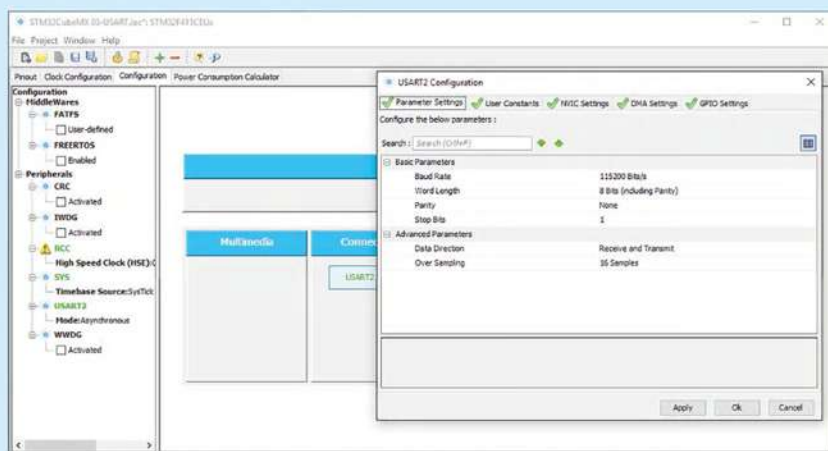 STM32CubeMX 03-USART.ioc*: STM32F411CEUx
File Project Window Help
Pinout Clock Configuration Configuration Power Consumption Calculator
Configuration
MiddleWares
FATFS
User-defined
FREERTOS
Enabled
Peripherals
CRC
Activated
IWDG
Activated
RCC
High Speed Clock (HSE):C
SYS
Timebase Source:SysTick
USART2
Mode:Asynchronous
WWDG
Activated
Multimedia
Connec
USART2
USART2 Configuration
Parameter Settings User Constants NVIC Settings DMA Settings GPIO Settings
Configure the below parameters :
Search : Search (Crtl+F)
Basic Parameters
Baud Rate 115200 Bits/s
Word Length 8 Bits (including Parity)
Parity None
Stop Bits 1
Advanced Parameters
Data Direction Receive and Transmit
Over Sampling 16 Samples
Apply Ok Cancel